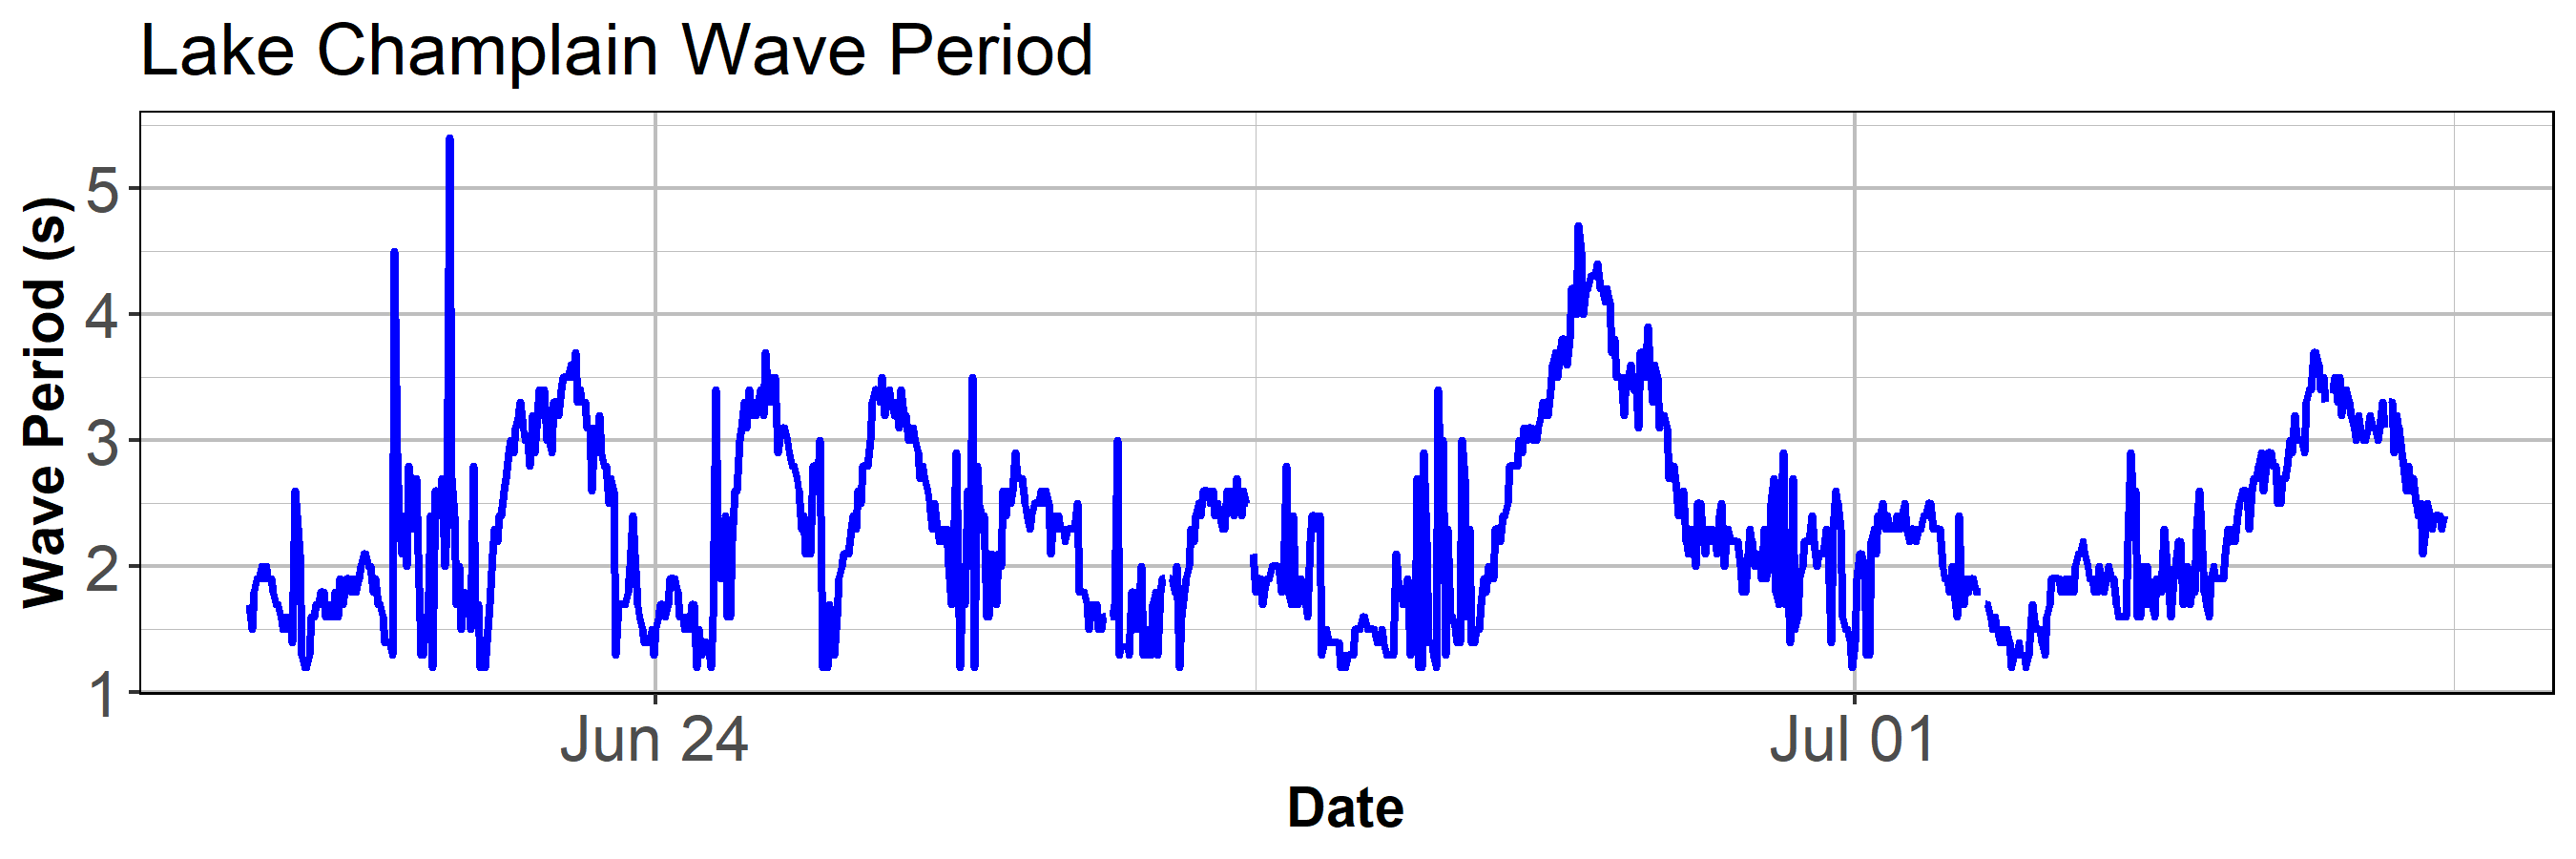 Lake Champlain Wave Period
Wave Period (s)
5
4
3
2
1
Jun 24
Jul 01
Date